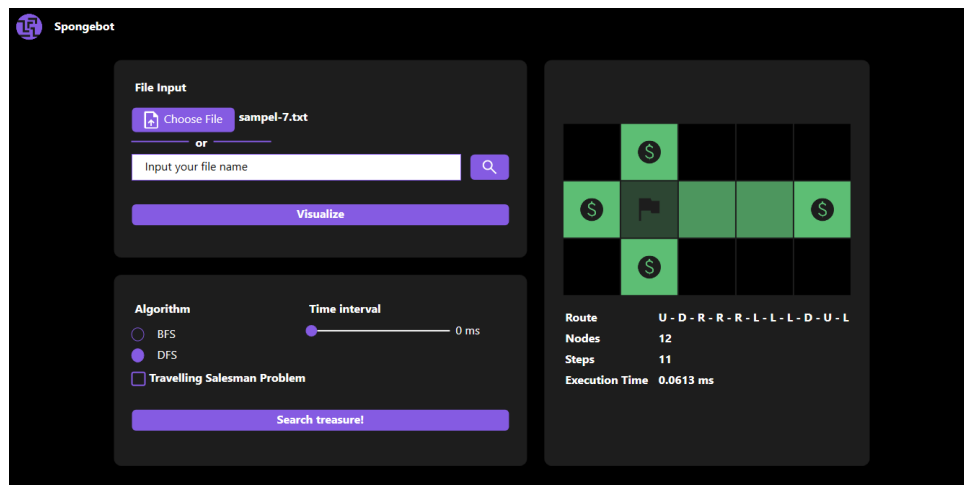 Spongebot
File Input
Choose File sampel-7.txt
or
Input your file name
Visualize
Algorithm
BFS
DFS
Travelling Salesman Problem
Time interval
0 ms
Search treasure!
$
$
$
$
Route U - D - R - R - R - L - L - L - D - U - L
Nodes 12
Steps 11
Execution Time 0.0613 ms